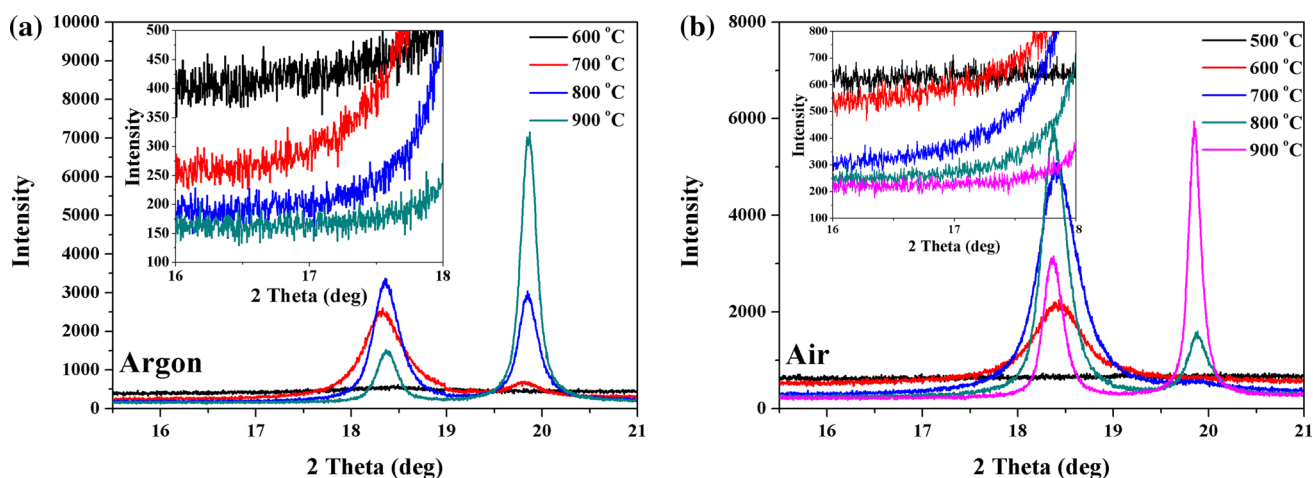 (a)
10000
9000
8000
7000
6000
5000
4000
3000
2000
1000
0
Intensity
16
17
18
19
20
21
2 Theta (deg)
Argon
500
450
400
350
300
250
200
150
100
Intensity
16
17
18
2 Theta (deg)
600 °C
700 °C
800 °C
900 °C
(b)
8000
6000
4000
2000
0
Intensity
16
17
18
19
20
21
2 Theta (deg)
Air
800
700
600
500
400
300
200
100
Intensity
16
17
8
2 Theta (deg)
500 °C
600 °C
700 °C
800 °C
900 °C